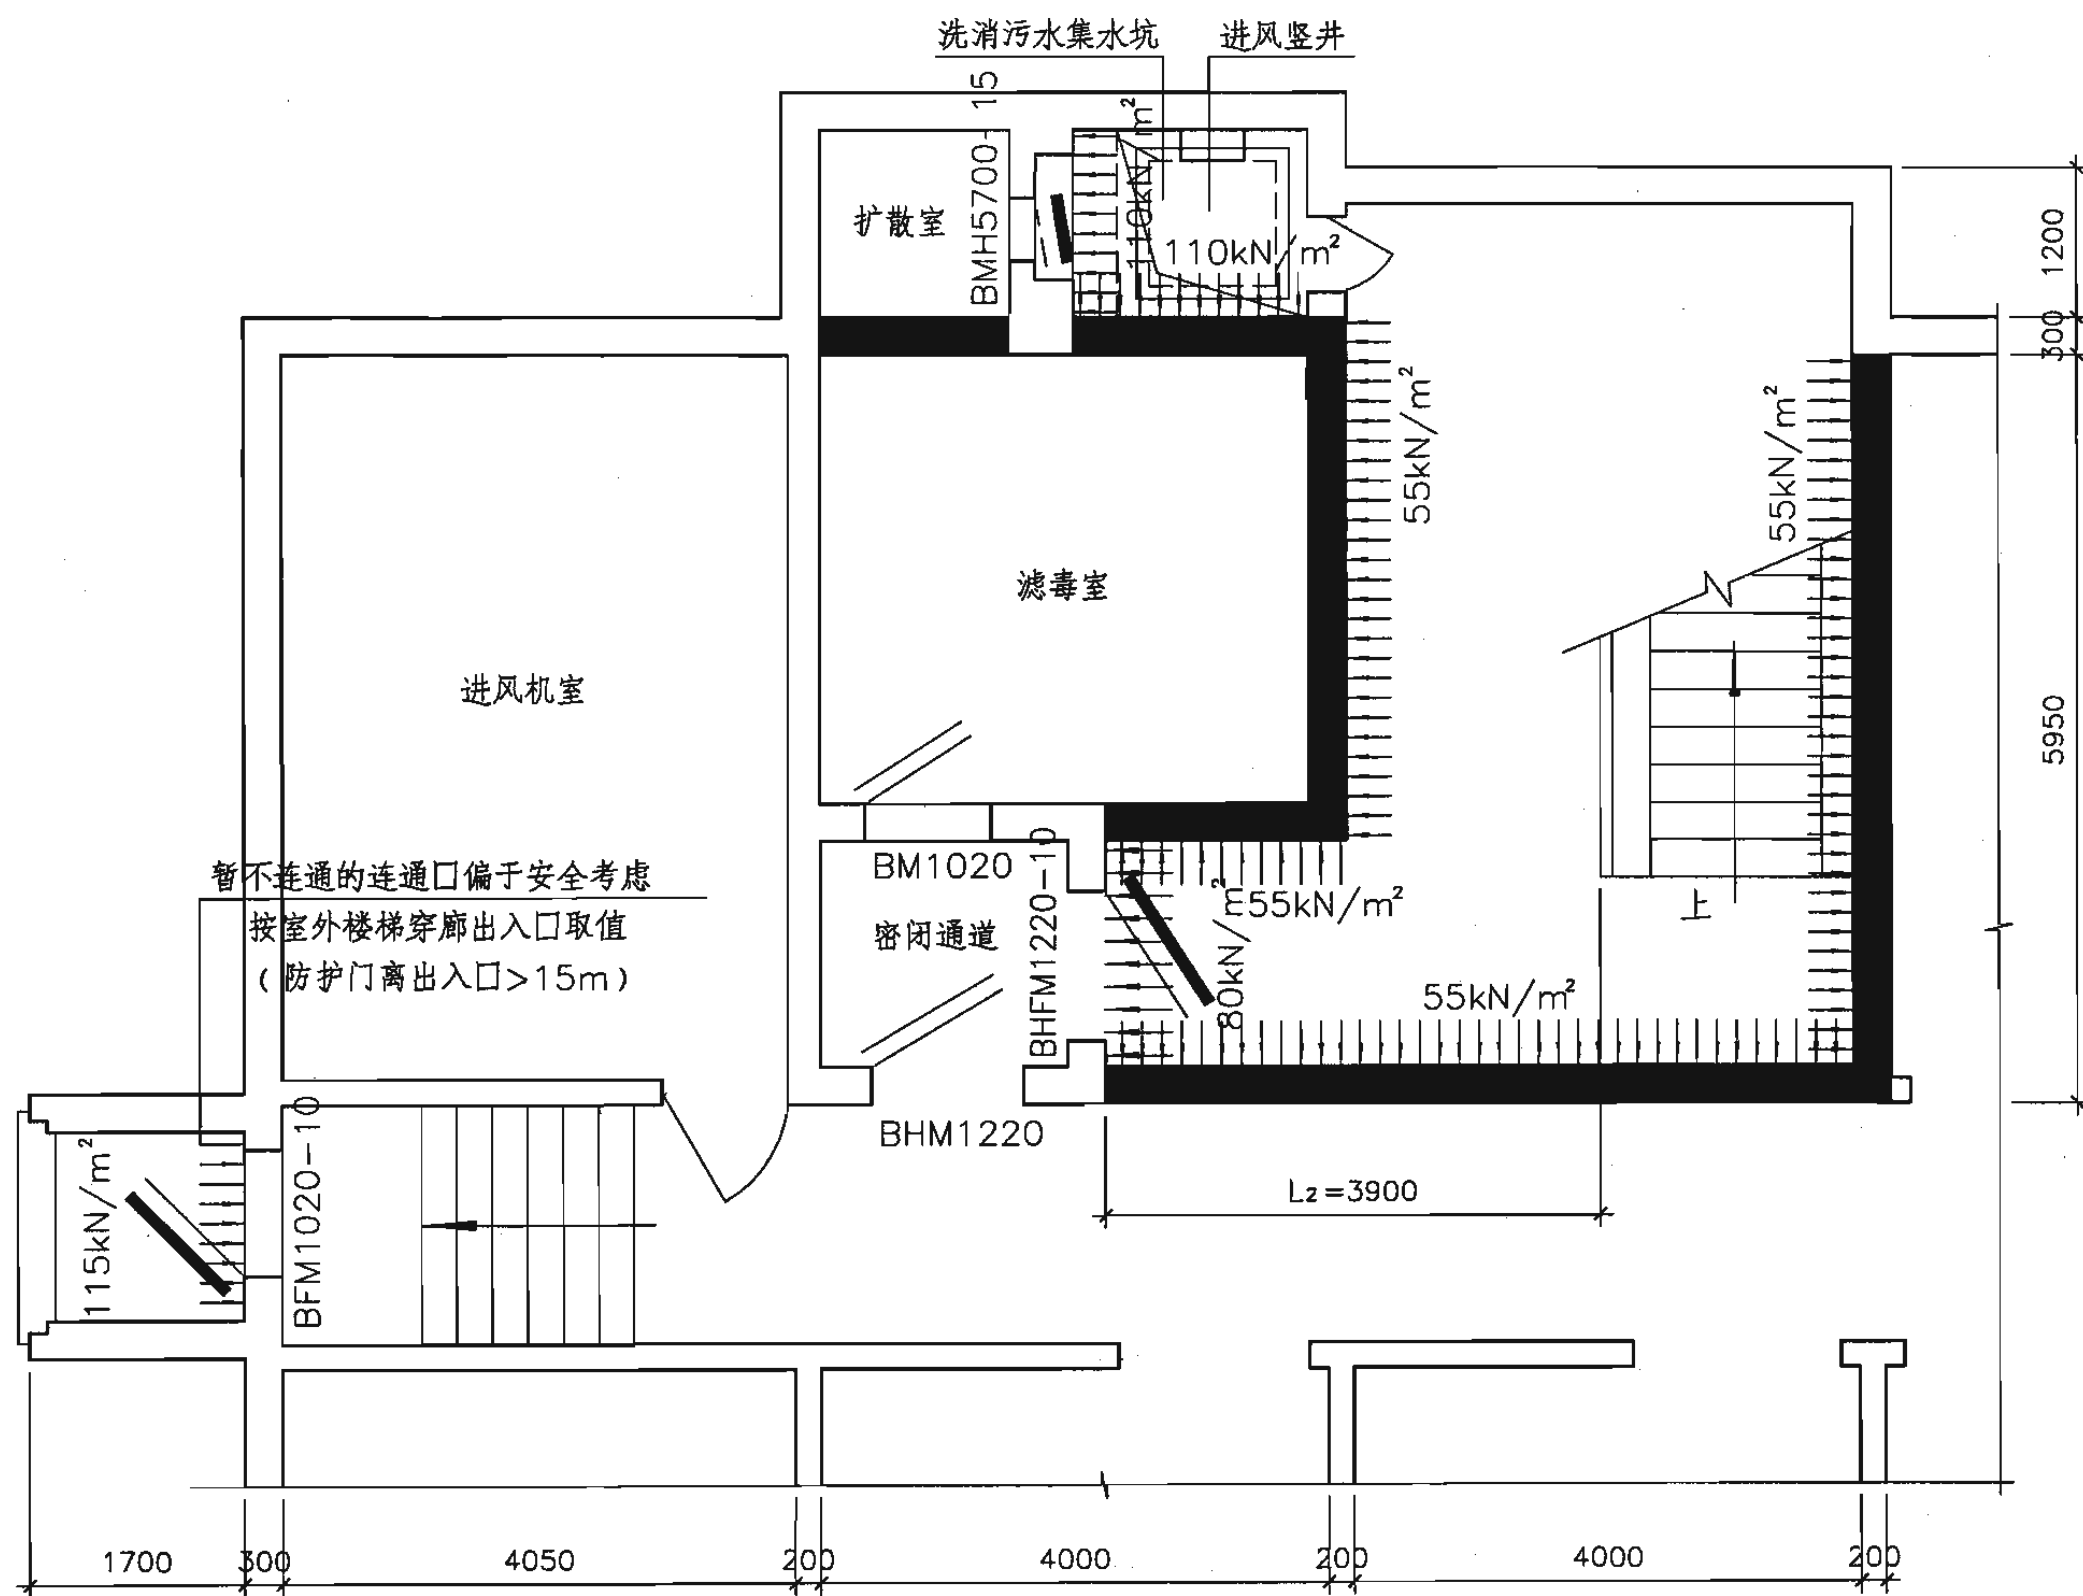 洗消污水集水坑
进风竖井
BMH5700-15
110kN/m²
扩散室
110kN/m²
1200
300
55kN/m²
55kN/m²
滤毒室
进风机室
5950
暂不连通的连通口偏于安全考虑
按室外楼梯穿廊出入口取值
(防护门离出入口>15m)
BM1020
密闭通道
BHFM1220-10
80kN/m²
55kN/m²
上
55kN/m²
BHM1220
115kN/m²
BFM1020-10
L₂=3900
1700
300
4050
200
4000
200
4000
200